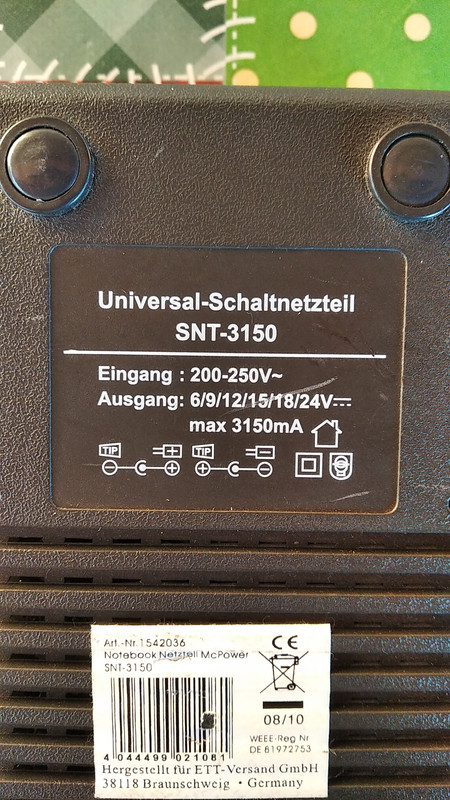 Universal-Schaltnetzteil
SNT-3150
Eingang : 200-250V~
Ausgang: 6/9/12/15/18/24V⎓
max 3150mA
TIP + TIP −
− + + −
Art.-Nr.1542036
Notebook Netzteil McPower
SNT-3150
CE
08/10
WEEE-Reg Nr
DE 61972753
4 044499 021081
Hergestellt für ETT-Versand GmbH
38118 Braunschweig • Germany